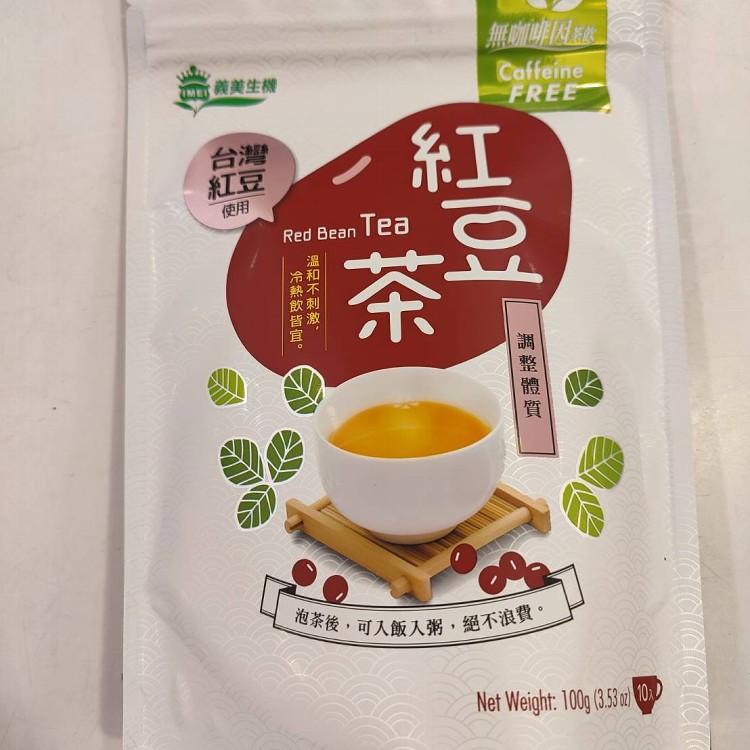 無咖啡因茶飲
Caffeine
FREE
IMEI
義美生機
台灣
紅豆
使用
紅豆
茶
Red Bean Tea
溫和不刺激,
冷熱飲皆宜。
調整體質
泡茶後，可入飯入粥，絕不浪費。
Net Weight: 100g (3.53 oz)
10入